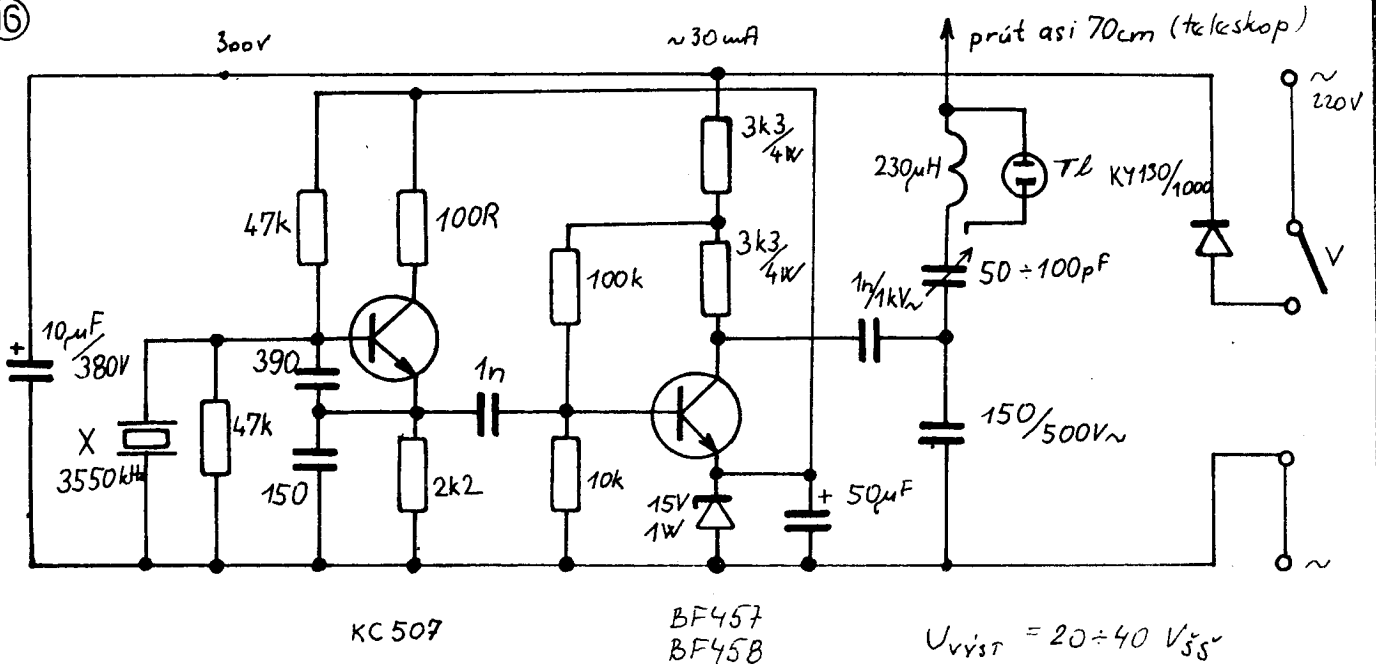 16
300V
~30mA
prút asi 70cm (teleskop)
~
220V
3k3/4W
230µH
Tl
KY130/1000
47k
100R
3k3/4W
V
100k
1n/1kV~
50÷100pF
10µF/380V
+
390
1n
X
3550kHz
47k
150
2k2
10k
15V
1W
+
50µF
150/500V~
~
KC507
BF457
BF458
UVÝST = 20÷40 Všš